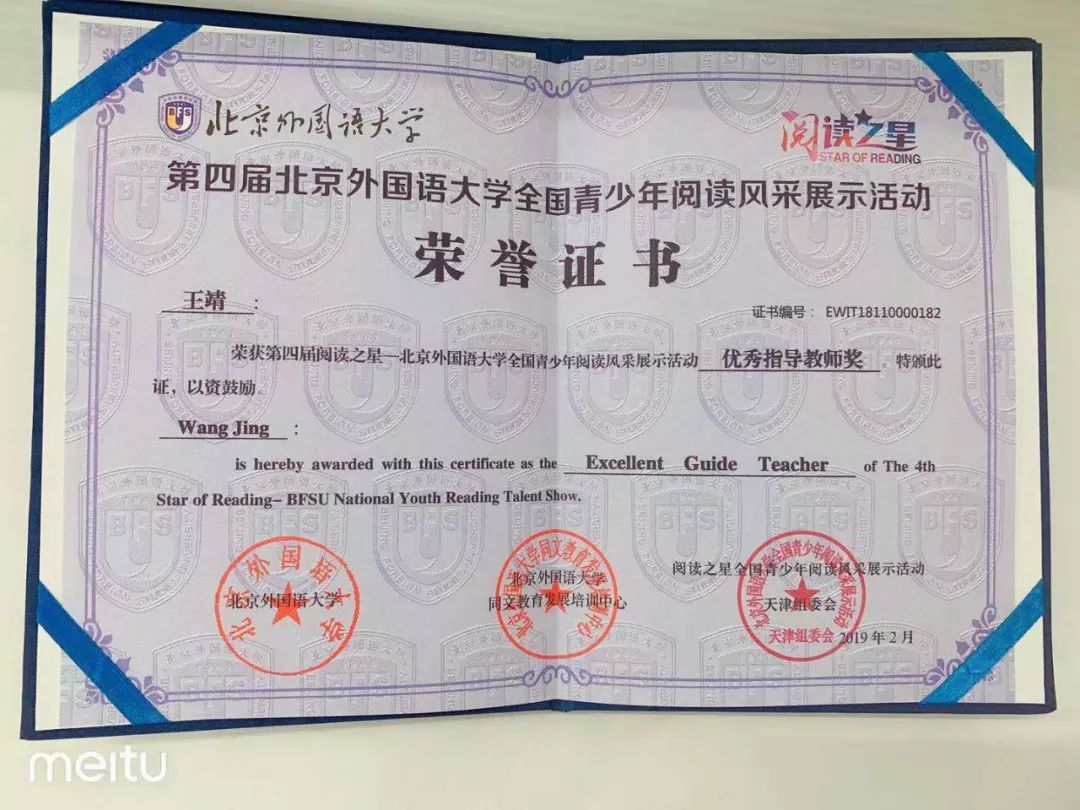 北京外国语大学
阅读之星
STAR OF READING
第四届北京外国语大学全国青少年阅读风采展示活动
荣誉证书
王靖 :
证书编号： EWIT18110000182
荣获第四届阅读之星—北京外国语大学全国青少年阅读风采展示活动 优秀指导教师奖 。特颁此
证，以资鼓励。
Wang Jing :
is hereby awarded with this certificate as the Excellent Guide Teacher of The 4th
Star of Reading– BFSU National Youth Reading Talent Show.
北京外国语大学
北京外国语大学
北京外国语大学
同文教育发展培训中心
阅读之星全国青少年阅读风采展示活动
天津组委会
天津组委会
2019 年 2 月
meitu